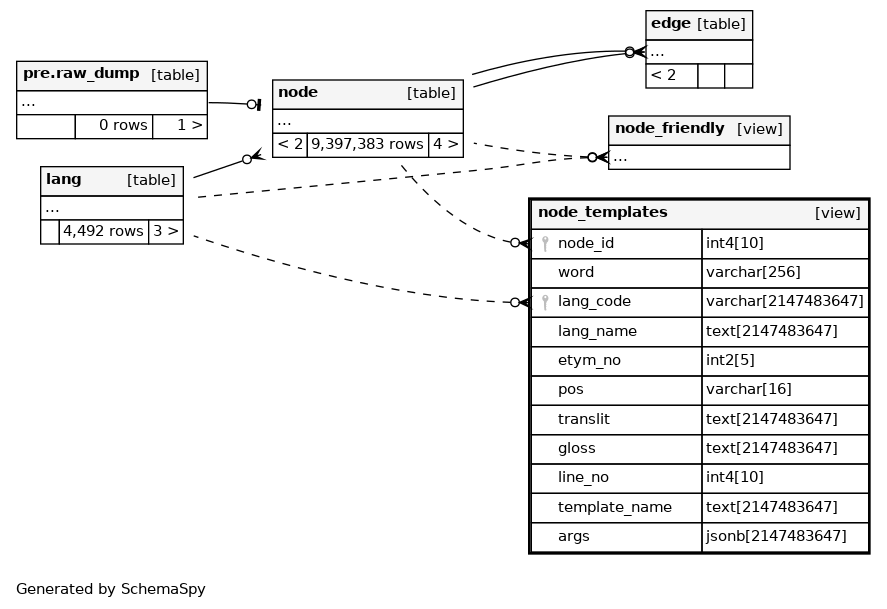 edge [table]
...
< 2
pre.raw_dump [table]
...
0 rows 1 >
node [table]
...
< 2 9,397,383 rows 4 >
node_friendly [view]
...
lang [table]
...
4,492 rows 3 >
node_templates [view]
node_id int4[10]
word varchar[256]
lang_code varchar[2147483647]
lang_name text[2147483647]
etym_no int2[5]
pos varchar[16]
translit text[2147483647]
gloss text[2147483647]
line_no int4[10]
template_name text[2147483647]
args jsonb[2147483647]
Generated by SchemaSpy